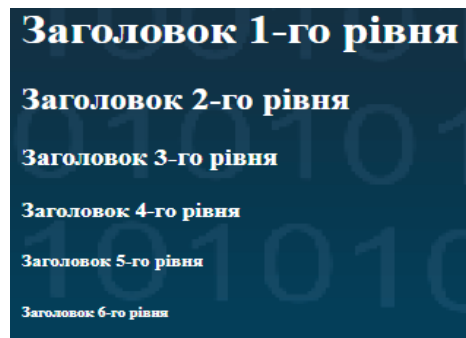 Заголовок 1-го рівня
Заголовок 2-го рівня
Заголовок 3-го рівня
Заголовок 4-го рівня
Заголовок 5-го рівня
Заголовок 6-го рівня